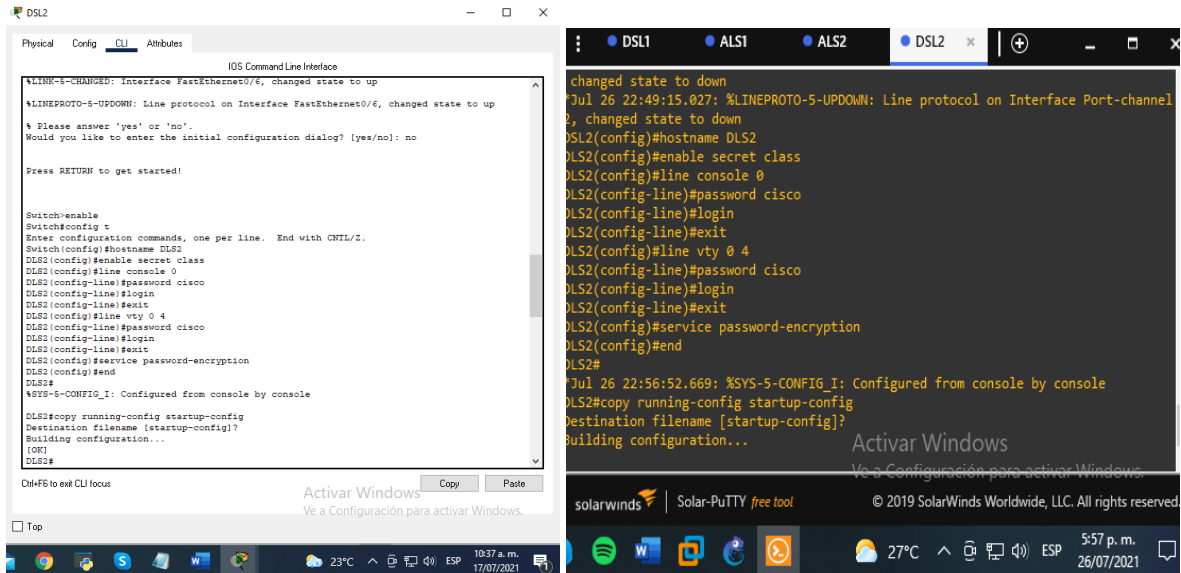 DSL2
Physical Config CLI Attributes
IOS Command Line Interface
%LINK-5-CHANGED: Interface FastEthernet0/6, changed state to up
%LINEPROTO-5-UPDOWN: Line protocol on Interface FastEthernet0/6, changed state to up
% Please answer 'yes' or 'no'.
Would you like to enter the initial configuration dialog? [yes/no]: no
Press RETURN to get started!
Switch>enable
Switch#config t
Enter configuration commands, one per line. End with CNTL/Z.
Switch(config)#hostname DLS2
DLS2(config)#enable secret class
DLS2(config)#line console 0
DLS2(config-line)#password cisco
DLS2(config-line)#login
DLS2(config-line)#exit
DLS2(config)#line vty 0 4
DLS2(config-line)#password cisco
DLS2(config-line)#login
DLS2(config-line)#exit
DLS2(config)#service password-encryption
DLS2(config)#end
DLS2#
%SYS-5-CONFIG_I: Configured from console by console
DLS2#copy running-config startup-config
Destination filename [startup-config]?
Building configuration...
[OK]
DLS2#
Ctrl+F6 to exit CLI focus
Copy Paste
Activar Windows
Ve a Configuración para activar Windows.
Top
23°C ESP 10:37 a. m.
17/07/2021
DSL1 ALS1 ALS2 DSL2
changed state to down
*Jul 26 22:49:15.027: %LINEPROTO-5-UPDOWN: Line protocol on Interface Port-channel
2, changed state to down
DSL2(config)#hostname DLS2
DLS2(config)#enable secret class
DLS2(config)#line console 0
DLS2(config-line)#password cisco
DLS2(config-line)#login
DLS2(config-line)#exit
DLS2(config)#line vty 0 4
DLS2(config-line)#password cisco
DLS2(config-line)#login
DLS2(config-line)#exit
DLS2(config)#service password-encryption
DLS2(config)#end
DLS2#
*Jul 26 22:56:52.669: %SYS-5-CONFIG_I: Configured from console by console
DLS2#copy running-config startup-config
Destination filename [startup-config]?
Building configuration...
Activar Windows
Ve a Configuración para activar Windows.
solarwinds Solar-PuTTY free tool © 2019 SolarWinds Worldwide, LLC. All rights reserved.
27°C ESP 5:57 p. m.
26/07/2021